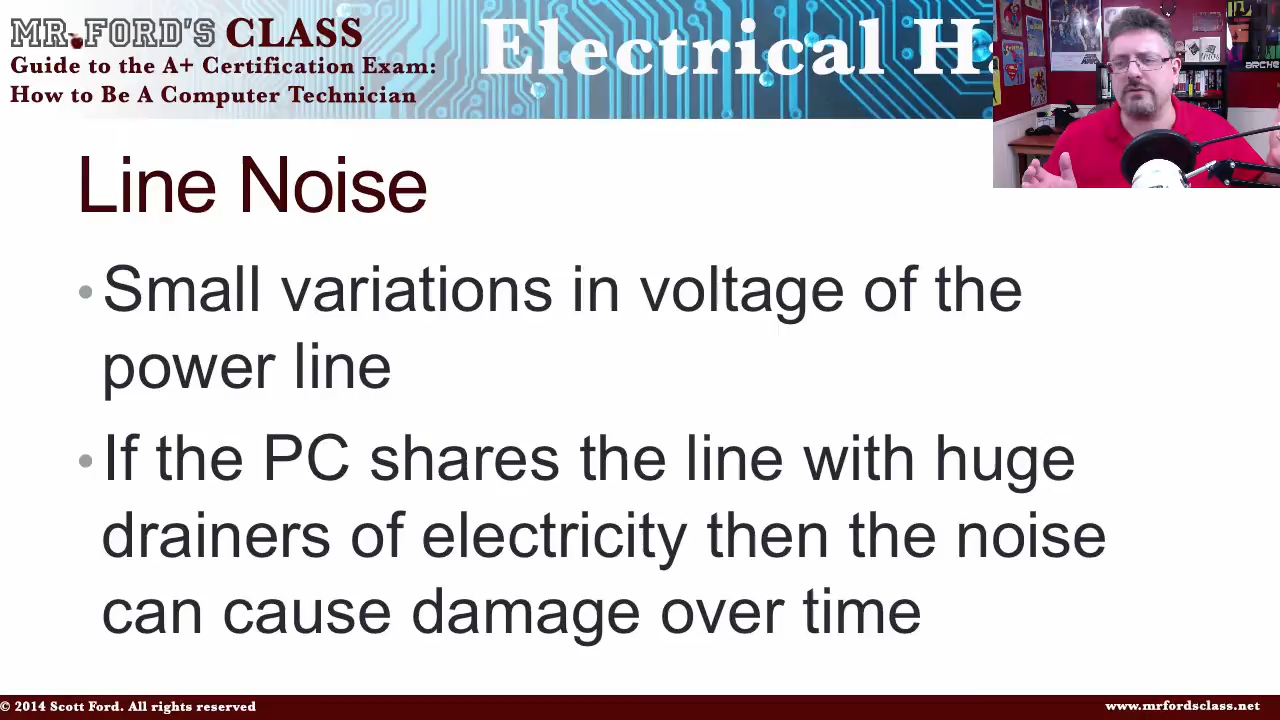 MR. FORD'S CLASS
Guide to the A+ Certification Exam:
How to Be A Computer Technician
Electrical Ha
Line Noise
•Small variations in voltage of the
power line
•If the PC shares the line with huge
drainers of electricity then the noise
can cause damage over time
© 2014 Scott Ford. All rights reserved
www.mrfordsclass.net